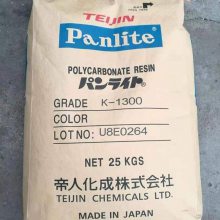 TEIJIN
Panlite®
POLYCARBONATE RESIN
パンライト®
GRADE K-1300
COLOR
LOT NO: U8E0264
NET 25 KGS
帝人化成株式会社
TEIJIN CHEMICALS LTD.
MADE IN JAPAN